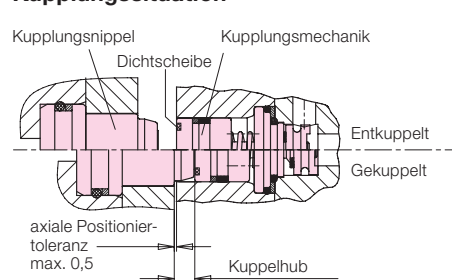 Kupplungssituation
Kupplungsnippel
Kupplungsmechanik
Dichtscheibe
Entkuppelt
Gekuppelt
axiale Positionier-
toleranz
max. 0,5
Kuppelhub